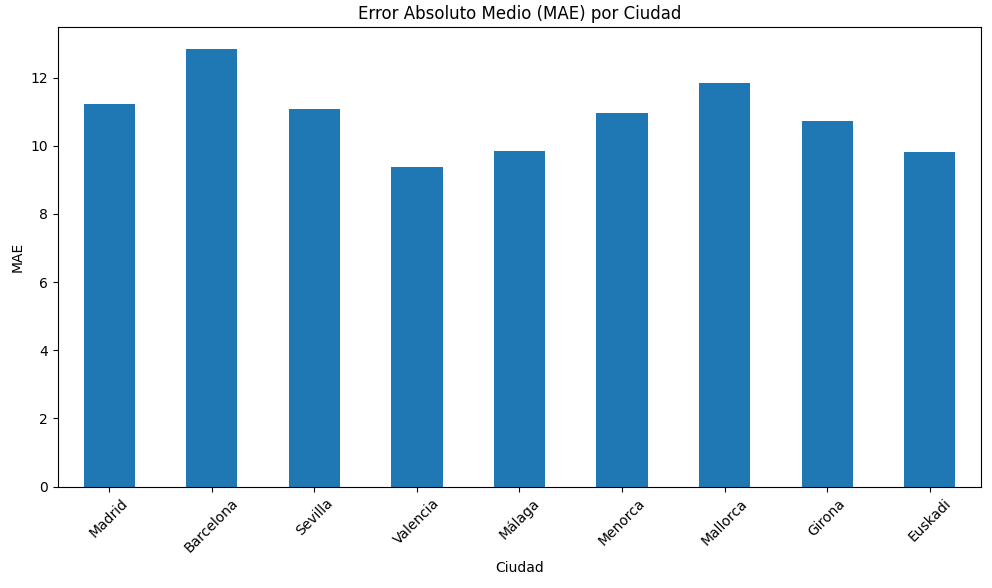 Error Absoluto Medio (MAE) por Ciudad
MAE
12
10
8
6
4
2
0
Madrid
Barcelona
Sevilla
Valencia
Málaga
Menorca
Mallorca
Girona
Euskadi
Ciudad